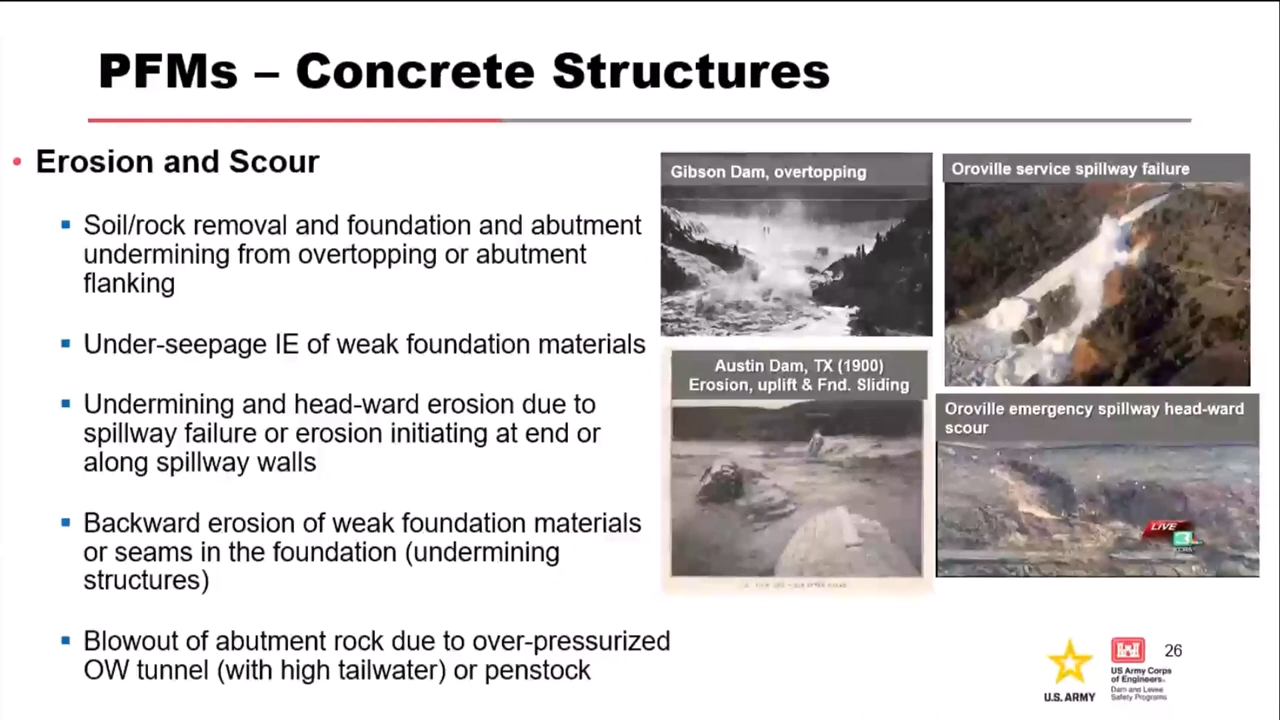 PFMs – Concrete Structures
• Erosion and Scour
▪ Soil/rock removal and foundation and abutment
undermining from overtopping or abutment
flanking
▪ Under-seepage IE of weak foundation materials
▪ Undermining and head-ward erosion due to
spillway failure or erosion initiating at end or
along spillway walls
▪ Backward erosion of weak foundation materials
or seams in the foundation (undermining
structures)
▪ Blowout of abutment rock due to over-pressurized
OW tunnel (with high tailwater) or penstock
Gibson Dam, overtopping
Oroville service spillway failure
Austin Dam, TX (1900)
Erosion, uplift & Fnd. Sliding
Oroville emergency spillway head-ward
scour
LIVE
3
KCRA
U.S. ARMY
US Army Corps
of Engineers®
Dam and Levee
Safety Programs
26